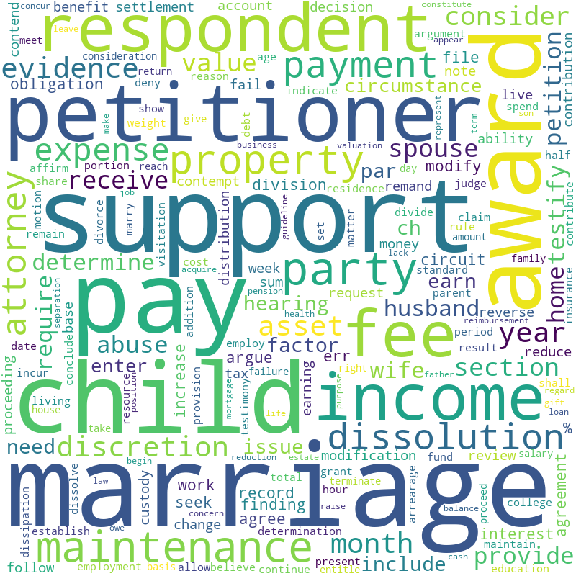 concur benefit settlement account decision consider
contend respondent
meet consideration age return argument contribution
evidence value payment file
deny reason appear indicate note
obligation fail circumstance live
petitioner award petition
show weight give debt spend
make business valuation represent term son
expense property spouse ability half
affirm portion reach contempt par modify
share receive day residence remand judge
attorney division testify
motion job marry divorce visitation distribution guideline set matter ch divide claim rule amount contribute
remain support money circuit
determine cost acquire week lack standard family home insurance
sum party earn parent
require separation pension addition hearing request husband reverse
date base abuse health asset period reimbursement year
conclude employ factor err result reduce
pay fee
proceeding incur enter tax argue wife section
living house resource position increase provision failure earning right father shall
take mortgage testimony purpose regard gift loan
child income
need discretion issue life dissolution
begin reduction estate modification review salary
dissipation dissolve law custody work total grant terminate fund agreement
seek record hour arrearage college
marriage
owe concern change finding agree raise balance proceed interest
establish determination pass maintain.
maintenance month provide
follow employment basis allow believe continue present entitle include education